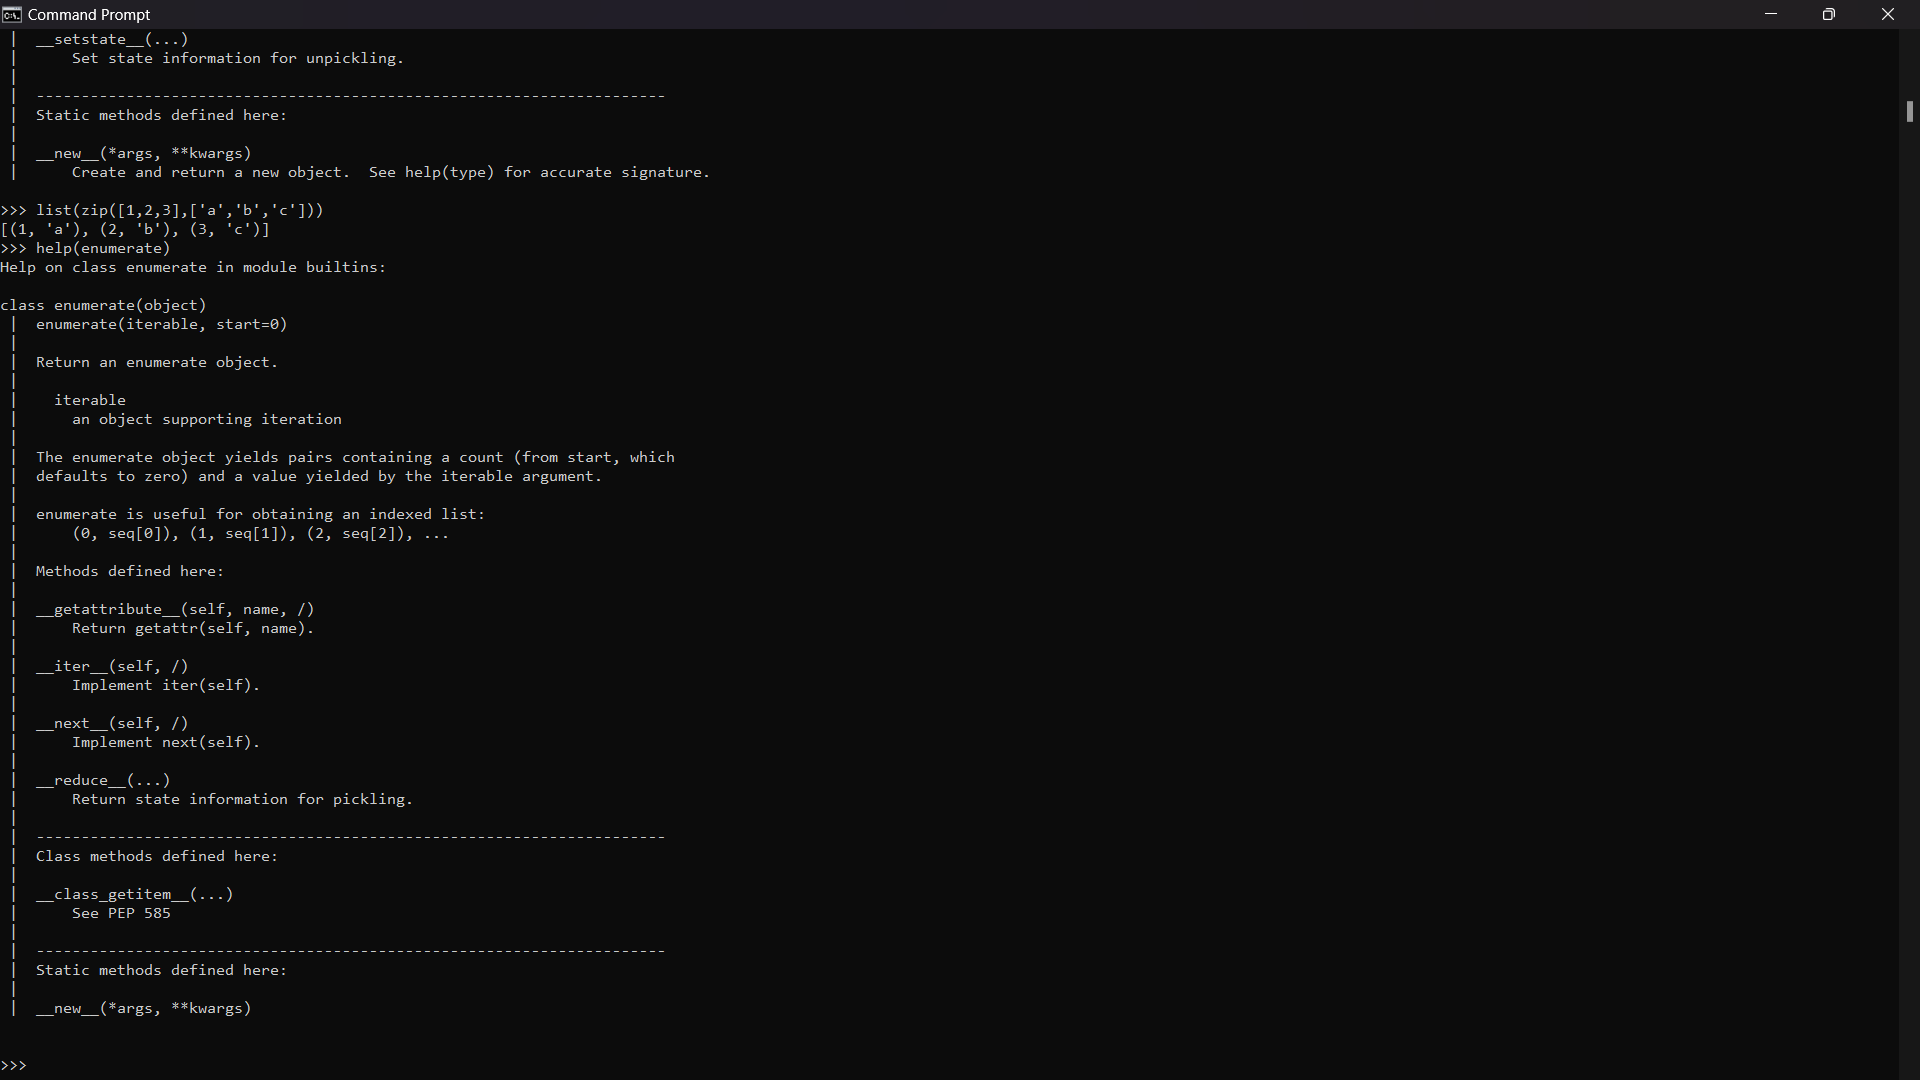 Command Prompt
 |  __setstate__(...)
 |      Set state information for unpickling.
 |
 |  ----------------------------------------------------------------------
 |  Static methods defined here:
 |
 |  __new__(*args, **kwargs)
 |      Create and return a new object.  See help(type) for accurate signature.

>>> list(zip([1,2,3],['a','b','c']))
[(1, 'a'), (2, 'b'), (3, 'c')]
>>> help(enumerate)
Help on class enumerate in module builtins:

class enumerate(object)
 |  enumerate(iterable, start=0)
 |
 |  Return an enumerate object.
 |
 |    iterable
 |      an object supporting iteration
 |
 |  The enumerate object yields pairs containing a count (from start, which
 |  defaults to zero) and a value yielded by the iterable argument.
 |
 |  enumerate is useful for obtaining an indexed list:
 |      (0, seq[0]), (1, seq[1]), (2, seq[2]), ...
 |
 |  Methods defined here:
 |
 |  __getattribute__(self, name, /)
 |      Return getattr(self, name).
 |
 |  __iter__(self, /)
 |      Implement iter(self).
 |
 |  __next__(self, /)
 |      Implement next(self).
 |
 |  __reduce__(...)
 |      Return state information for pickling.
 |
 |  ----------------------------------------------------------------------
 |  Class methods defined here:
 |
 |  __class_getitem__(...)
 |      See PEP 585
 |
 |  ----------------------------------------------------------------------
 |  Static methods defined here:
 |
 |  __new__(*args, **kwargs)

>>>